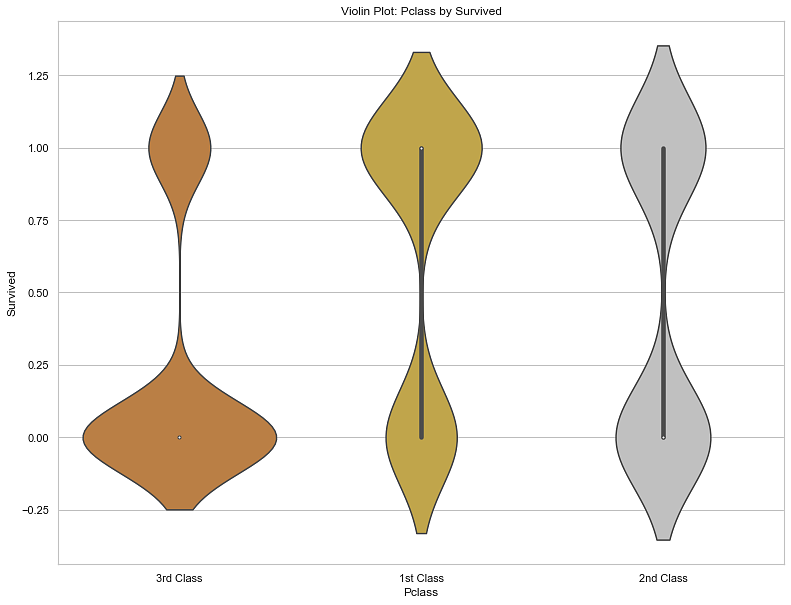 Violin Plot: Pclass by Survived
Survived
1.25
1.00
0.75
0.50
0.25
0.00
−0.25
3rd Class
1st Class
2nd Class
Pclass